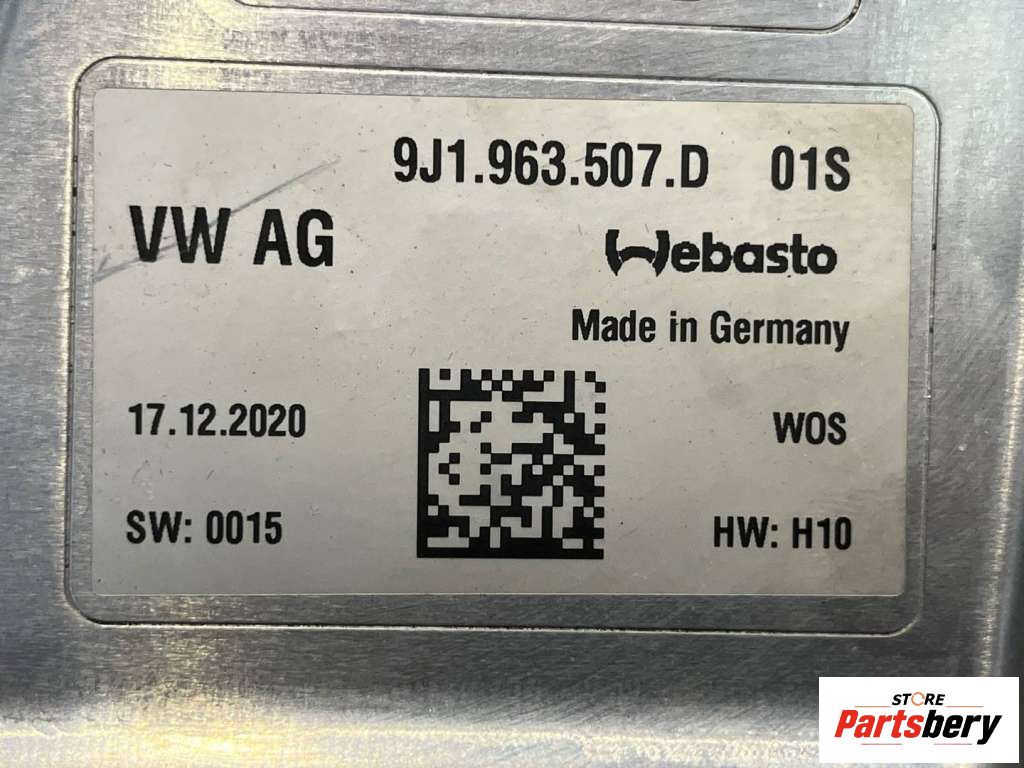 9J1.963.507.D 01S
VW AG
Webasto
Made in Germany
17.12.2020
WOS
SW: 0015
HW: H10
STORE
Partsbery